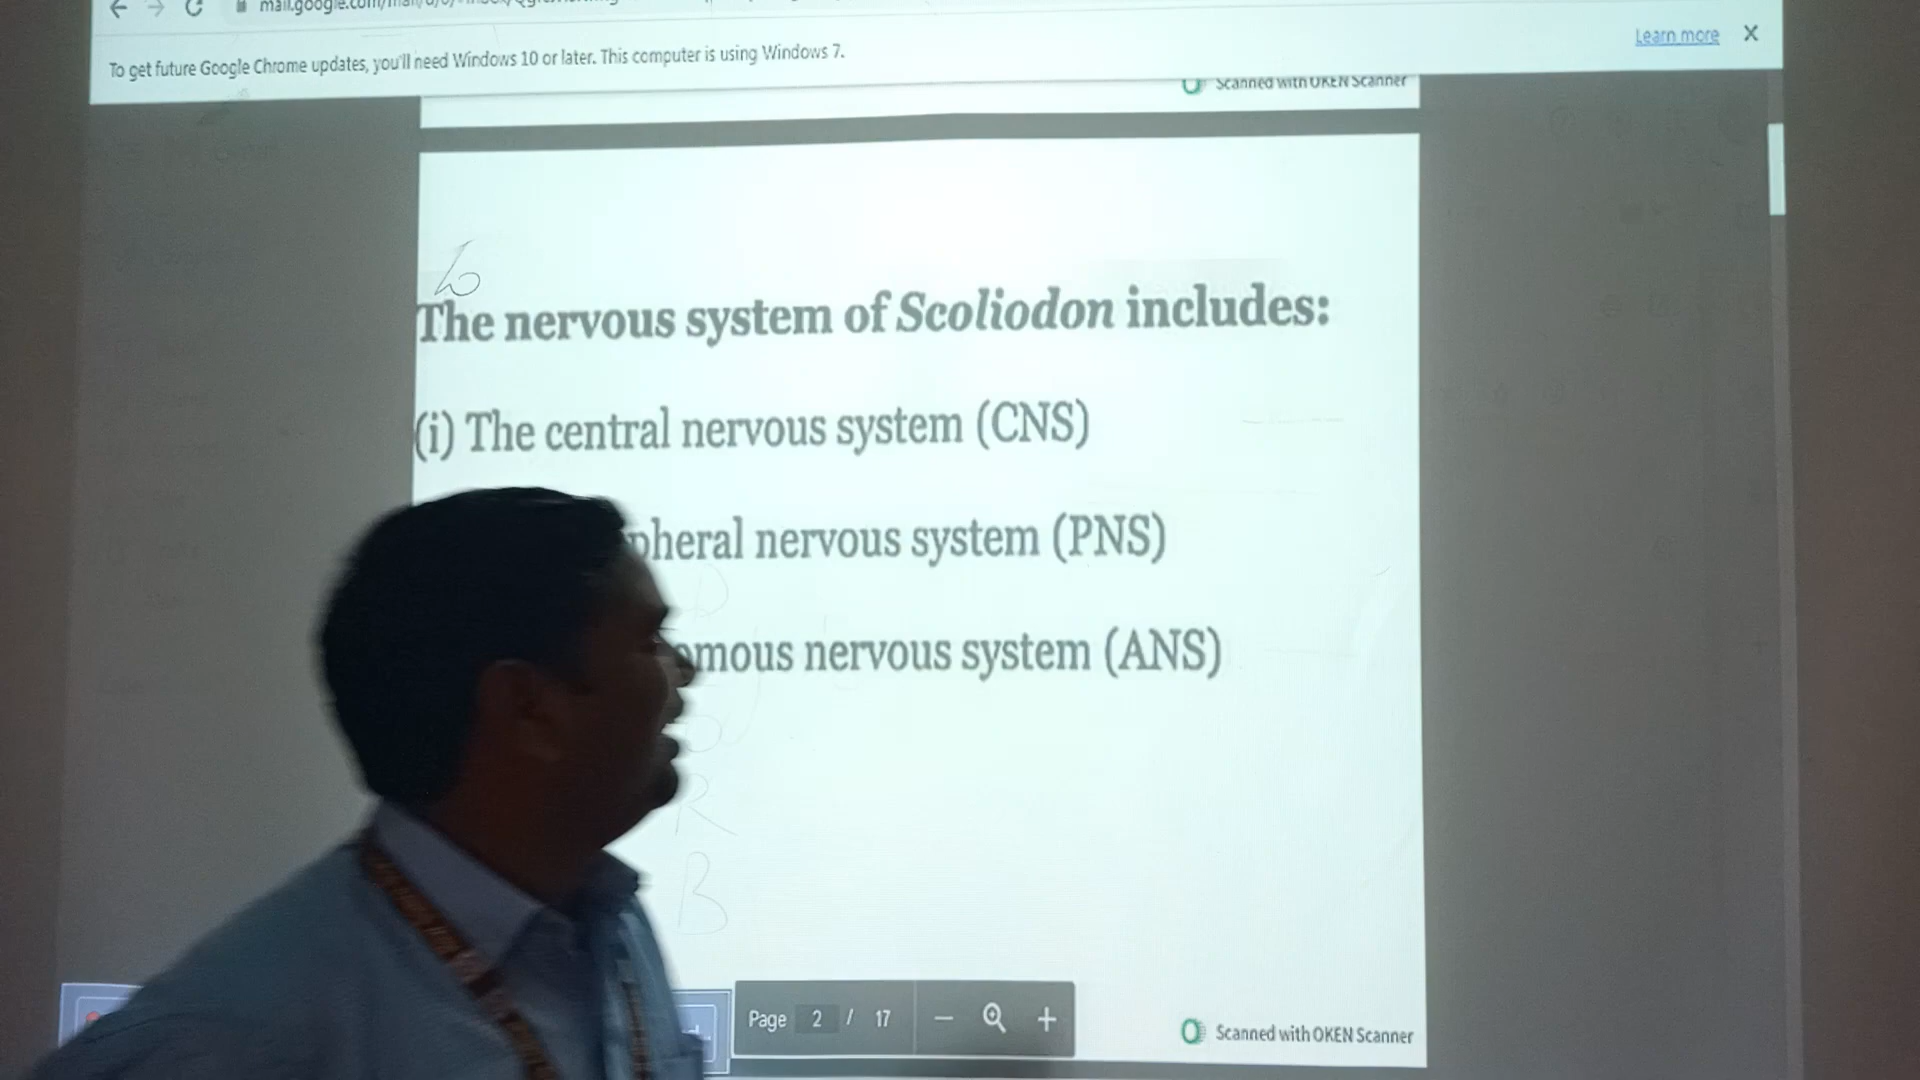 To get future Google Chrome updates, you'll need Windows 10 or later. This computer is using Windows 7.
Learn more X
Scanned with OKEN Scanner
The nervous system of Scoliodon includes:
(i) The central nervous system (CNS)
nervous system (PNS)
nervous system (ANS)
R
B
Page 2 / 17
Scanned with OKEN Scanner